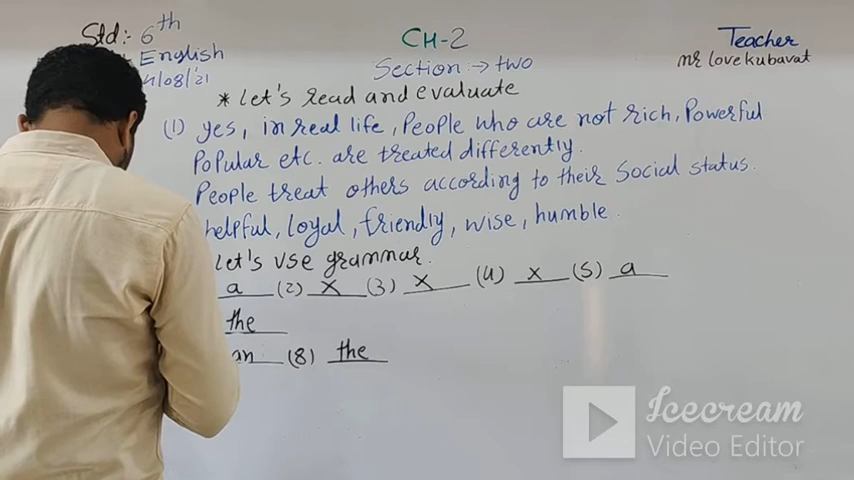 Std:- 6th
CH-2
Teacher
English
mr love kubavat
/08/'21
Section:→ two
* Let's read and evaluate
(1) yes, in real life, People who are not rich, Powerful
Popular etc. are treated differently.
People treat others according to their Social status.
helpful, loyal, friendly, wise, humble.
Let's use grammar.
a (2) X (3) X (4) X (5) a
the
an (8) the
Icecream
Video Editor